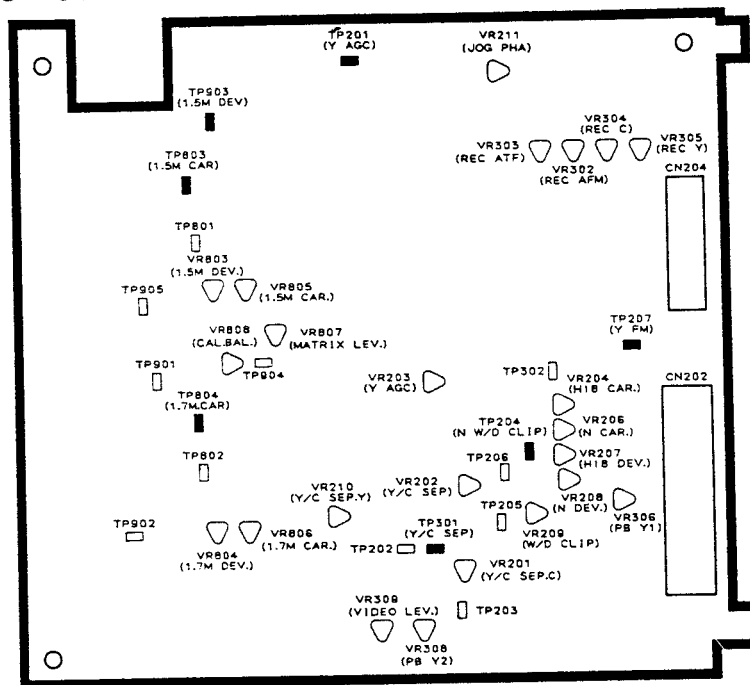 TP201
(Y AGC)
VR211
(JOG PHA)
TP903
(1.5M DEV)
VR304
(REC C)
VR303
(REC ATF)
VR305
(REC Y)
VR302
(REC AFM)
TP803
(1.5M CAR)
CN204
TP801
VR803
(1.5M DEV.)
TP905
VR805
(1.5M CAR.)
TP207
(Y FM)
VR808
(CAL.BAL.)
VR807
(MATRIX LEV.)
TP904
TP901
VR203
(Y AGC)
TP302
VR204
(HI8 CAR.)
CN202
TP804
(1.7M.CAR)
TP204
(N W/D CLIP)
VR206
(N CAR.)
VR207
(HI8 DEV.)
TP802
TP206
VR202
(Y/C SEP)
VR210
(Y/C SEP.Y)
VR208
(N DEV.)
TP205
VR306
(PB Y1)
TP902
VR806
(1.7M CAR.)
VR804
(1.7M DEV.)
TP301
(Y/C SEP)
TP202
VR209
(W/D CLIP)
VR201
(Y/C SEP.C)
VR309
(VIDEO LEV.)
TP203
VR308
(PB Y2)